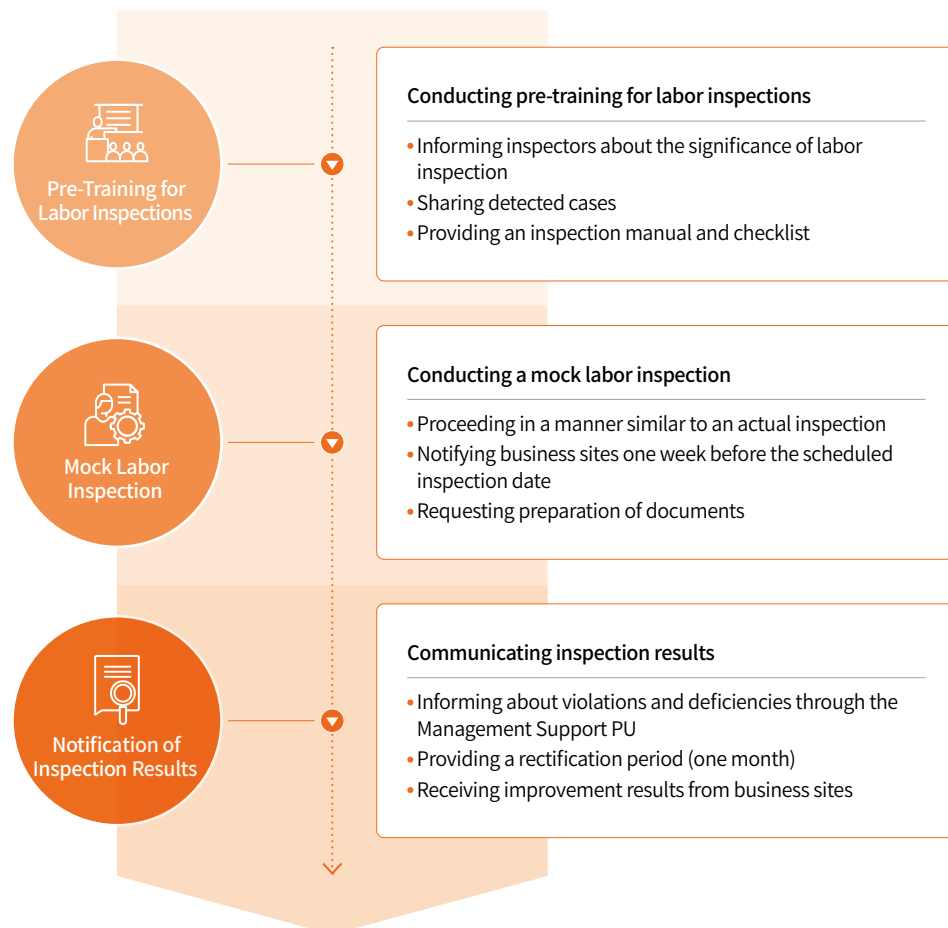 Pre-Training for
Labor Inspections
Conducting pre-training for labor inspections
• Informing inspectors about the significance of labor
inspection
• Sharing detected cases
• Providing an inspection manual and checklist
Mock Labor
Inspection
Conducting a mock labor inspection
• Proceeding in a manner similar to an actual inspection
• Notifying business sites one week before the scheduled
inspection date
• Requesting preparation of documents
Notification of
Inspection Results
Communicating inspection results
• Informing about violations and deficiencies through the
Management Support PU
• Providing a rectification period (one month)
• Receiving improvement results from business sites